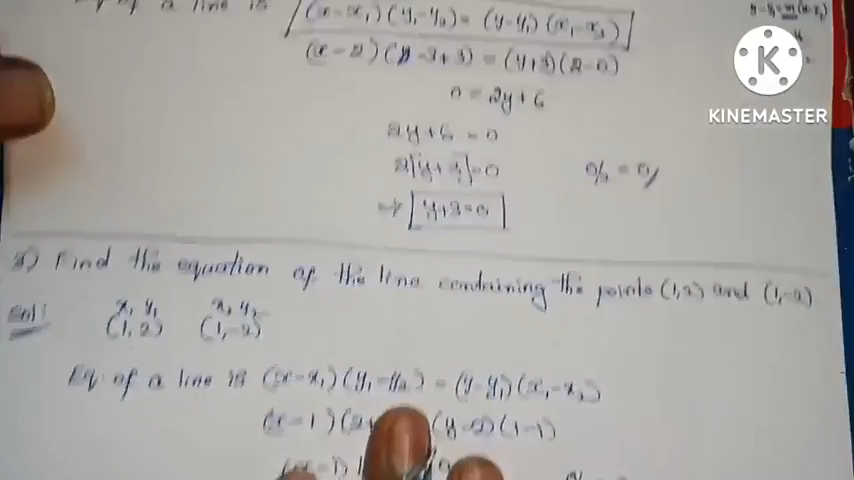 of a line is (x-x₁)(y₁-y₂) = (y-y₁)(x₁-x₂)
(x-2)(y-3+3) = (y+3)(2-0)
0 = 2y+6
2y+6 = 0
2[y+3]=0 0/2 = 0/
⇒ y+3=0
3) Find the equation of the line containing the points (1,2) and (1,-2)
Sol:
x₁ y₁ x₂ y₂
(1,2) (1,-2)
Eq. of a line is (x-x₁)(y₁-y₂) = (y-y₁)(x₁-x₂)
(x-1)(2+ (y-2)(1-1)
(x-1)
KINEMASTER